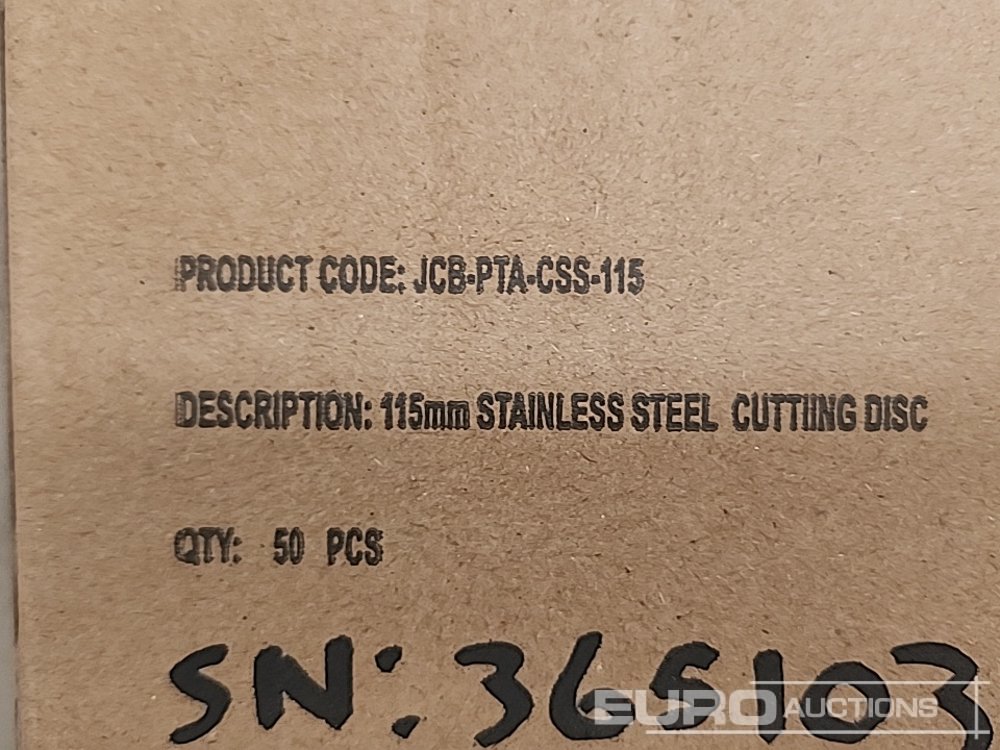 PRODUCT CODE: JCB-PTA-CSS-115
DESCRIPTION: 115mm STAINLESS STEEL CUTTIING DISC
QTY: 50 PCS
SN: 365103
EURO AUCTIONS